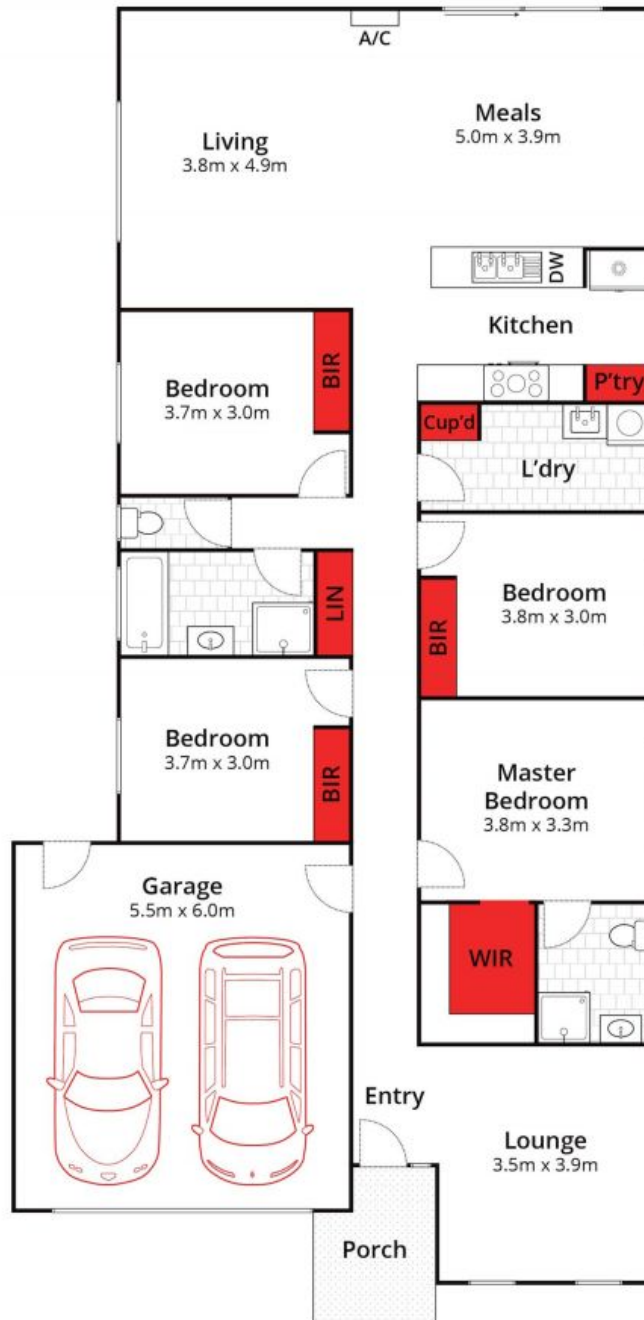 A/C
Living
3.8m x 4.9m
Meals
5.0m x 3.9m
DW
Kitchen
P'try
Bedroom
3.7m x 3.0m
BIR
Cup'd
L'dry
LIN
Bedroom
3.8m x 3.0m
BIR
Bedroom
3.7m x 3.0m
BIR
Master
Bedroom
3.8m x 3.3m
Garage
5.5m x 6.0m
WIR
Entry
Lounge
3.5m x 3.9m
Porch